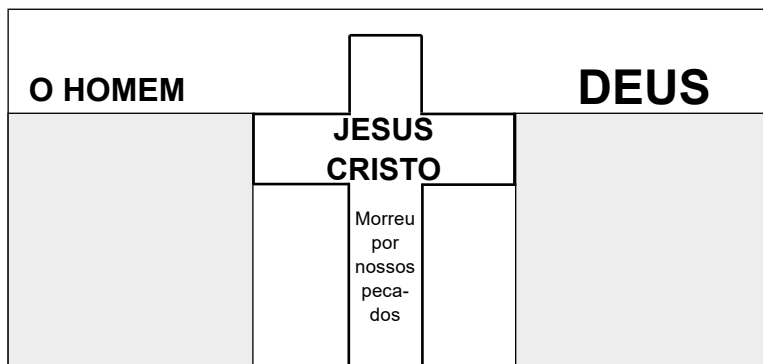 O HOMEM
DEUS
JESUS
CRISTO
Morreu
por
nossos
peca-
dos